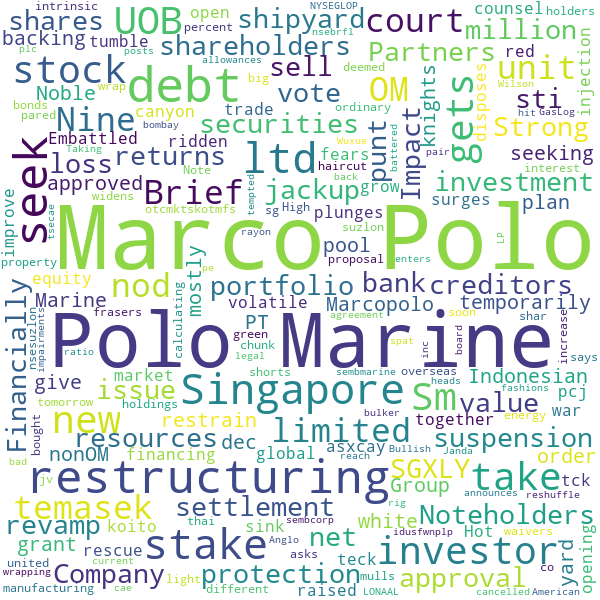 intrinsic
NYSEGLOP
holders
shares
UOB
shipyard
court
counsel
percent
open
nsebrfl
plc
allowances
posts
million
backing
tumble
shareholders
Partners
red
stock
debt
sell
OM
unit
bonds
pared
wrap
big
deemed
Wilson
GasLog
injection
Noble
canyon
vote
knights
disposes
ordinary
hit
Nine
trade
securities
punt
Impact
gets
sti
Strong
Taking
bombay
Embattled
ridden
fears
Wuxue
haircut
battered
pair
interest
seek
loss
returns
ltd
Note
back
seeking
approved
Brief
jackup
tempted
grow
investment
improve
otcmktskotmfs
High
surges
plan
widens
sg
plunges
tsecae
rayon
suzlon
LP
Marco Polo
property
pool
proposal
enters
nod
portfolio
bank
creditors
equity
mostly
pe
Marine
frasers
volatile
Marcopolo
temporarily
calculating
green
agreement
soon
shar
Polo Marine
ratio
chunk
legal
PT
spat
inc
board
increase
Financially
nsesuzlon
impairments
give
market
shorts
sembmarine
overseas
Indonesian
says
tomorrow
issue
Singapore
Sm
value
heads
fashions
pcj
holdings
bulker
energy
new
bought
restrain
together
war
limited
resources
dec
asxcay
suspension
order
nonOM
financing
global
reach
Bullish
Janda
bad
jv
restructuring
SGXLY
take
tck
announces
reshuffle
temasek
settlement
Group
rig
grant
koito
sink
white
Noteholders
thai
sembcorp
Anglo
idusfwnplp
waivers
revamp
stake
net
teck
Hot
investor
yard
opening
rescue
asks
mulls
united
current
wrapping
Company
protection
approval
co
manufacturing
cae
light
different
raised
LONAAL
cancelled
American